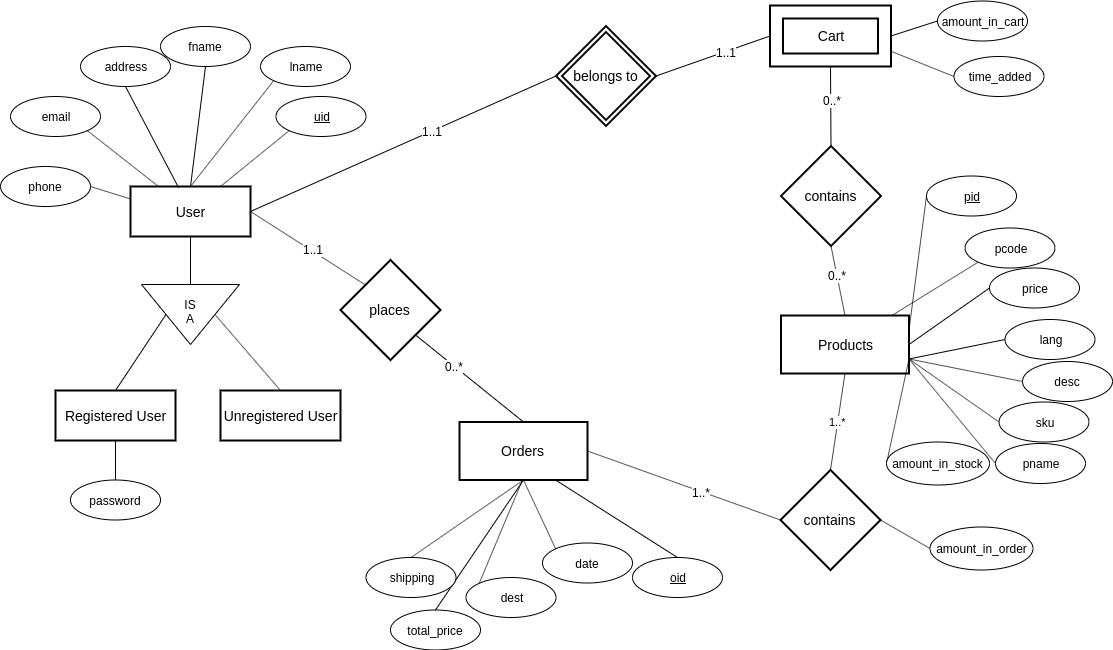 amount_in_cart
fname
Cart
address
lname
belongs to
1..1
time_added
email
uid
1..1
0..*
phone
User
contains
pid
1..1
pcode
0..*
price
IS
A
places
Products
lang
0..*
desc
Registered User
Unregistered User
1..*
sku
Orders
amount_in_stock
pname
1..*
password
contains
amount_in_order
date
shipping
oid
dest
total_price